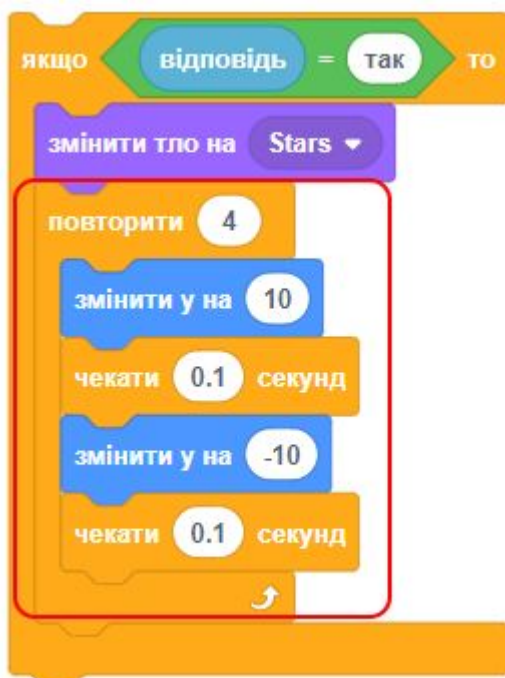 якщо відповідь = так то
змінити тло на Stars
повторити 4
змінити y на 10
чекати 0.1 секунд
змінити y на -10
чекати 0.1 секунд